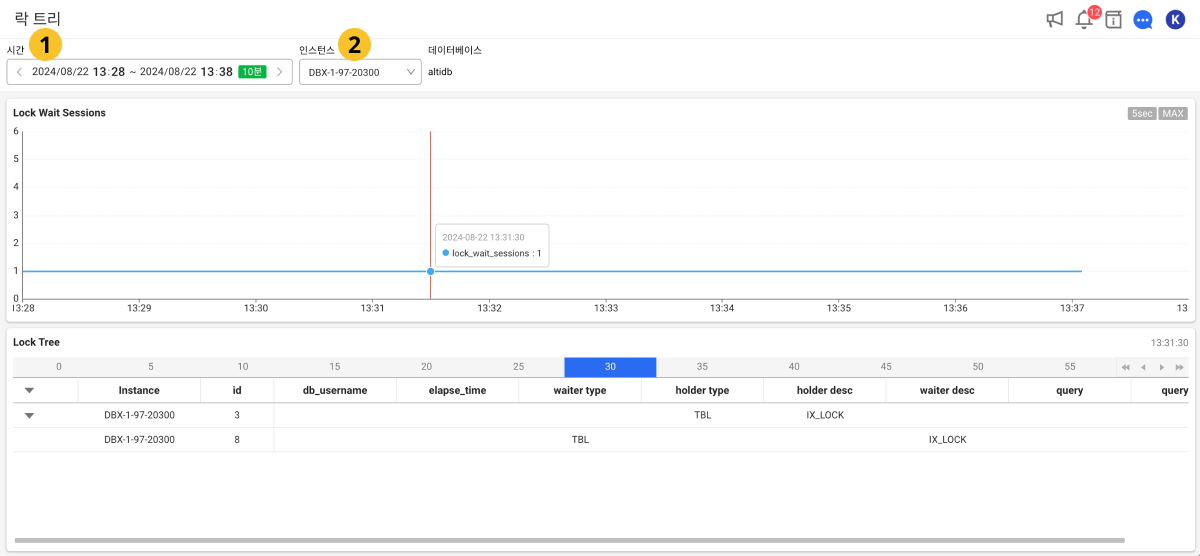 락 트리
12
K
시간
1
인스턴스
2
데이터베이스
2024/08/22 13:28 ~ 2024/08/22 13:38 10분
DBX-1-97-20300
altidb
Lock Wait Sessions
5sec MAX
6
5
4
3
2
1
0
2024-08-22 13:31:30
lock_wait_sessions : 1
13:28 13:29 13:30 13:31 13:32 13:33 13:34 13:35 13:36 13:37 13
Lock Tree
13:31:30
0 5 10 15 20 25 30 35 40 45 50 55
Instance id db_username elapse_time waiter type holder type holder desc waiter desc query query
DBX-1-97-20300 3 TBL IX_LOCK
DBX-1-97-20300 8 TBL IX_LOCK